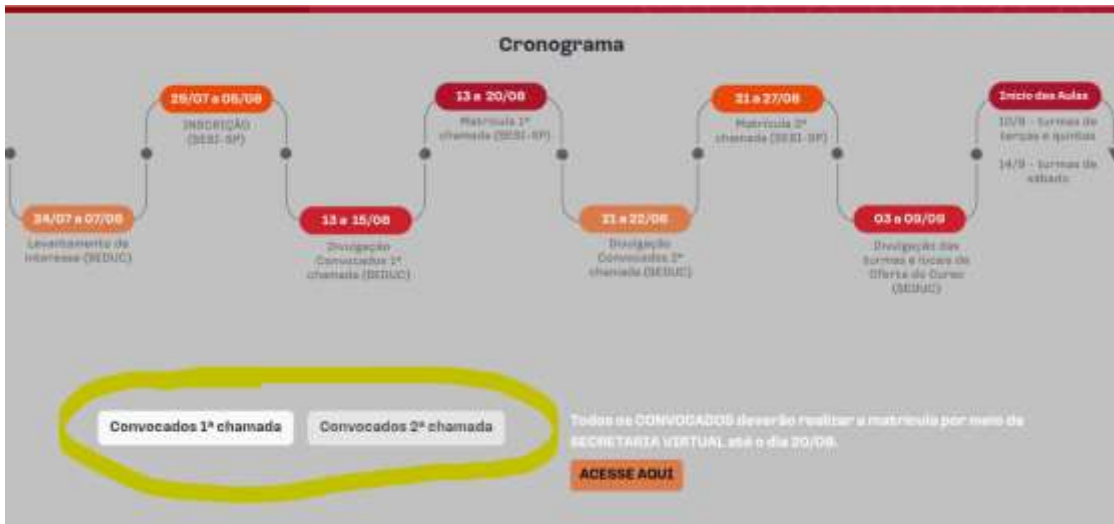 Cronograma
29/07 a 06/08
INSCRIÇÃO
(SESI-SP)
13 a 20/08
Matrícula 1ª
chamada (SESI-SP)
21 a 27/08
Matrícula 2ª
chamada (SESI-SP)
Início das Aulas
10/9 - turmas de
terças e quintas
14/9 - turmas de
sábado
24/07 a 07/08
Levantamento de
interesse (SEDUC)
13 a 15/08
Divulgação
Convocados 1ª
chamada (SEDUC)
21 a 22/08
Divulgação
Convocados 2ª
chamada (SEDUC)
03 a 09/09
Divulgação das
turmas e locais de
Oferta do Curso
(SEDUC)
Convocados 1ª chamada
Convocados 2ª chamada
Todos os CONVOCADOS deverão realizar a matrícula por meio da
SECRETARIA VIRTUAL até o dia 20/08.
ACESSE AQUI